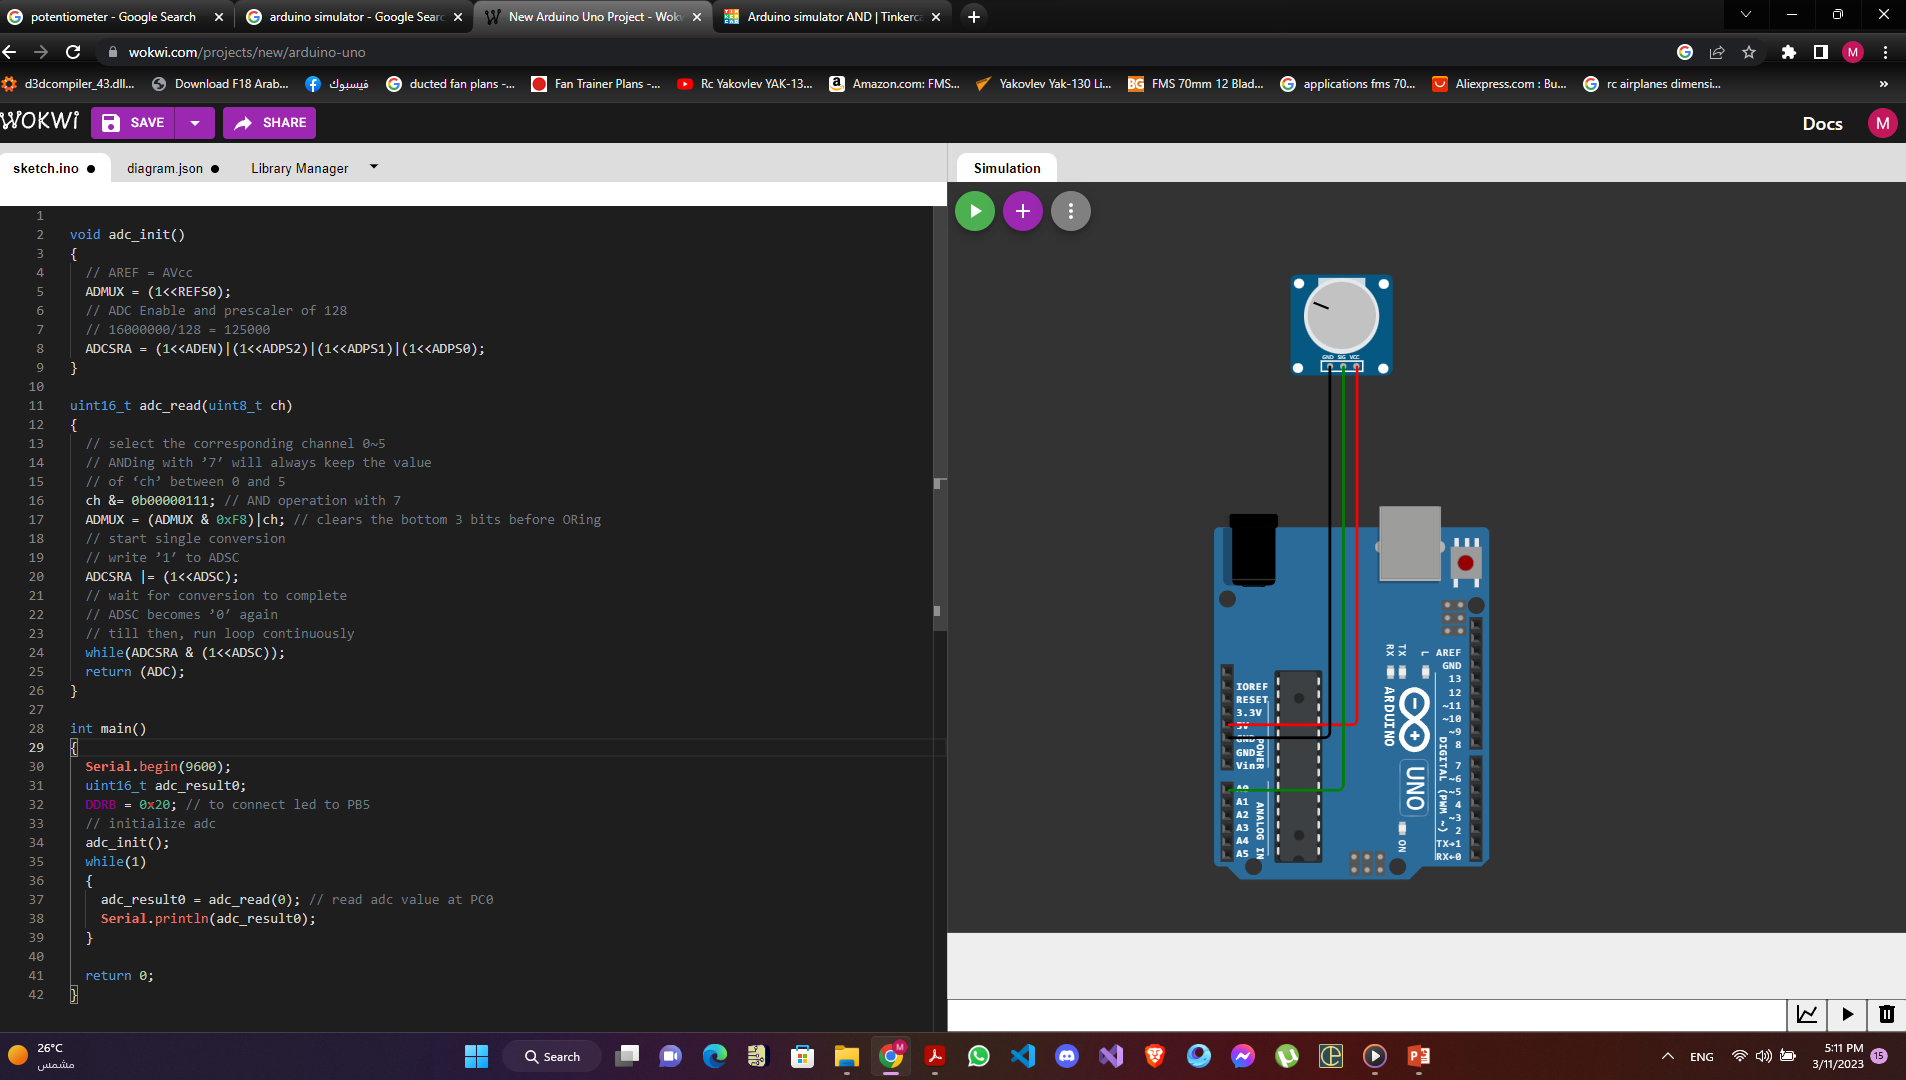 potentiometer - Google Search
arduino simulator - Google Searc
New Arduino Uno Project - Wokw
Arduino simulator AND | Tinkerca
wokwi.com/projects/new/arduino-uno
M
d3dcompiler_43.dll...
Download F18 Arab...
فيسبوك
ducted fan plans -...
Fan Trainer Plans -...
Rc Yakovlev YAK-13...
Amazon.com: FMS...
Yakovlev Yak-130 Li...
FMS 70mm 12 Blad...
applications fms 70...
Aliexpress.com : Bu...
rc airplanes dimensi...
»
WOKWi
SAVE
SHARE
Docs
M
sketch.ino ●
diagram.json ●
Library Manager
Simulation
1
2 void adc_init()
3 {
4 // AREF = AVcc
5 ADMUX = (1<<REFS0);
6 // ADC Enable and prescaler of 128
7 // 16000000/128 = 125000
8 ADCSRA = (1<<ADEN)|(1<<ADPS2)|(1<<ADPS1)|(1<<ADPS0);
9 }
10
11 uint16_t adc_read(uint8_t ch)
12 {
13 // select the corresponding channel 0~5
14 // ANDing with ’7′ will always keep the value
15 // of ‘ch’ between 0 and 5
16 ch &= 0b00000111; // AND operation with 7
17 ADMUX = (ADMUX & 0xF8)|ch; // clears the bottom 3 bits before ORing
18 // start single conversion
19 // write ’1′ to ADSC
20 ADCSRA |= (1<<ADSC);
21 // wait for conversion to complete
22 // ADSC becomes ’0′ again
23 // till then, run loop continuously
24 while(ADCSRA & (1<<ADSC));
25 return (ADC);
26 }
27
28 int main()
29 {
30 Serial.begin(9600);
31 uint16_t adc_result0;
32 DDRB = 0x20; // to connect led to PB5
33 // initialize adc
34 adc_init();
35 while(1)
36 {
37 adc_result0 = adc_read(0); // read adc value at PC0
38 Serial.println(adc_result0);
39 }
40
41 return 0;
42 }
GND SIG VCC
IOREF
RESET
3.3V
5V
GND
GND
Vin
POWER
A0
A1
A2
A3
A4
A5
ANALOG IN
RX
TX
L
ARDUINO
UNO
ON
AREF
GND
13
12
~11
~10
~9
8
7
~6
~5
4
~3
2
TX→1
RX←0
DIGITAL (PWM ~)
26°C
مشمس
Search
M
ENG
5:11 PM
3/11/2023
15